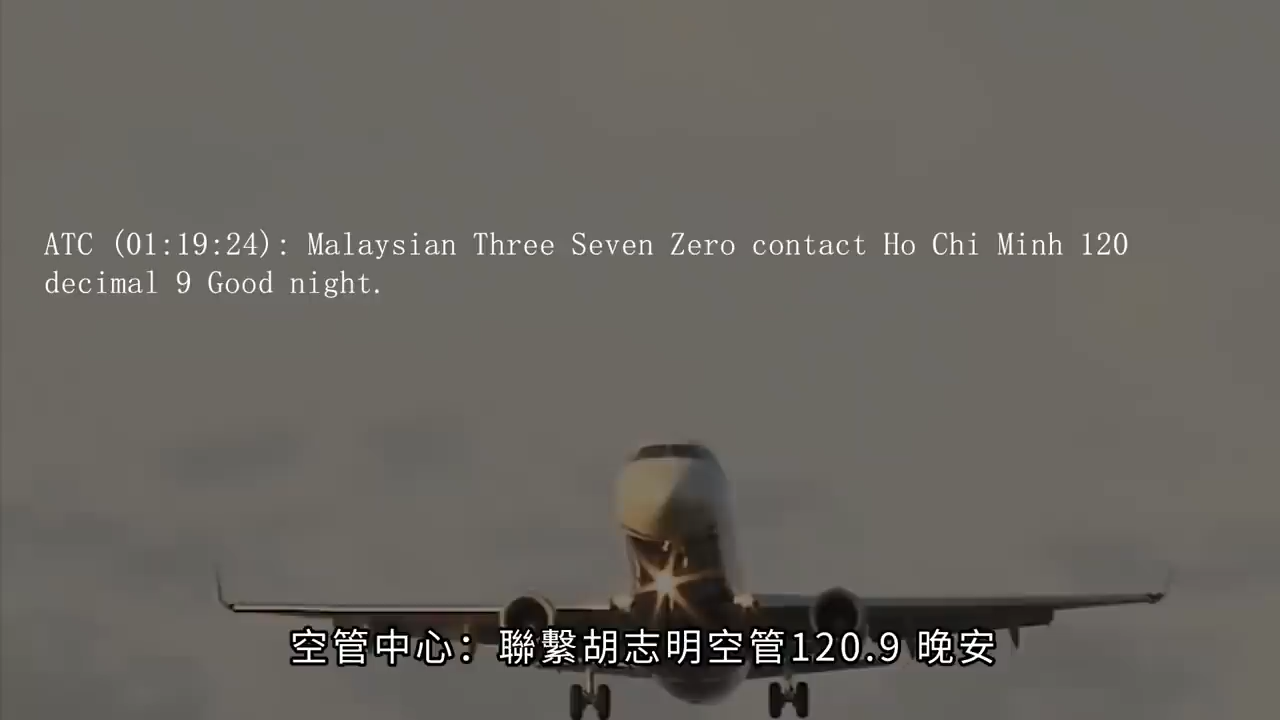 ATC (01:19:24): Malaysian Three Seven Zero contact Ho Chi Minh 120
decimal 9 Good night.
空管中心：聯繫胡志明空管120.9 晚安